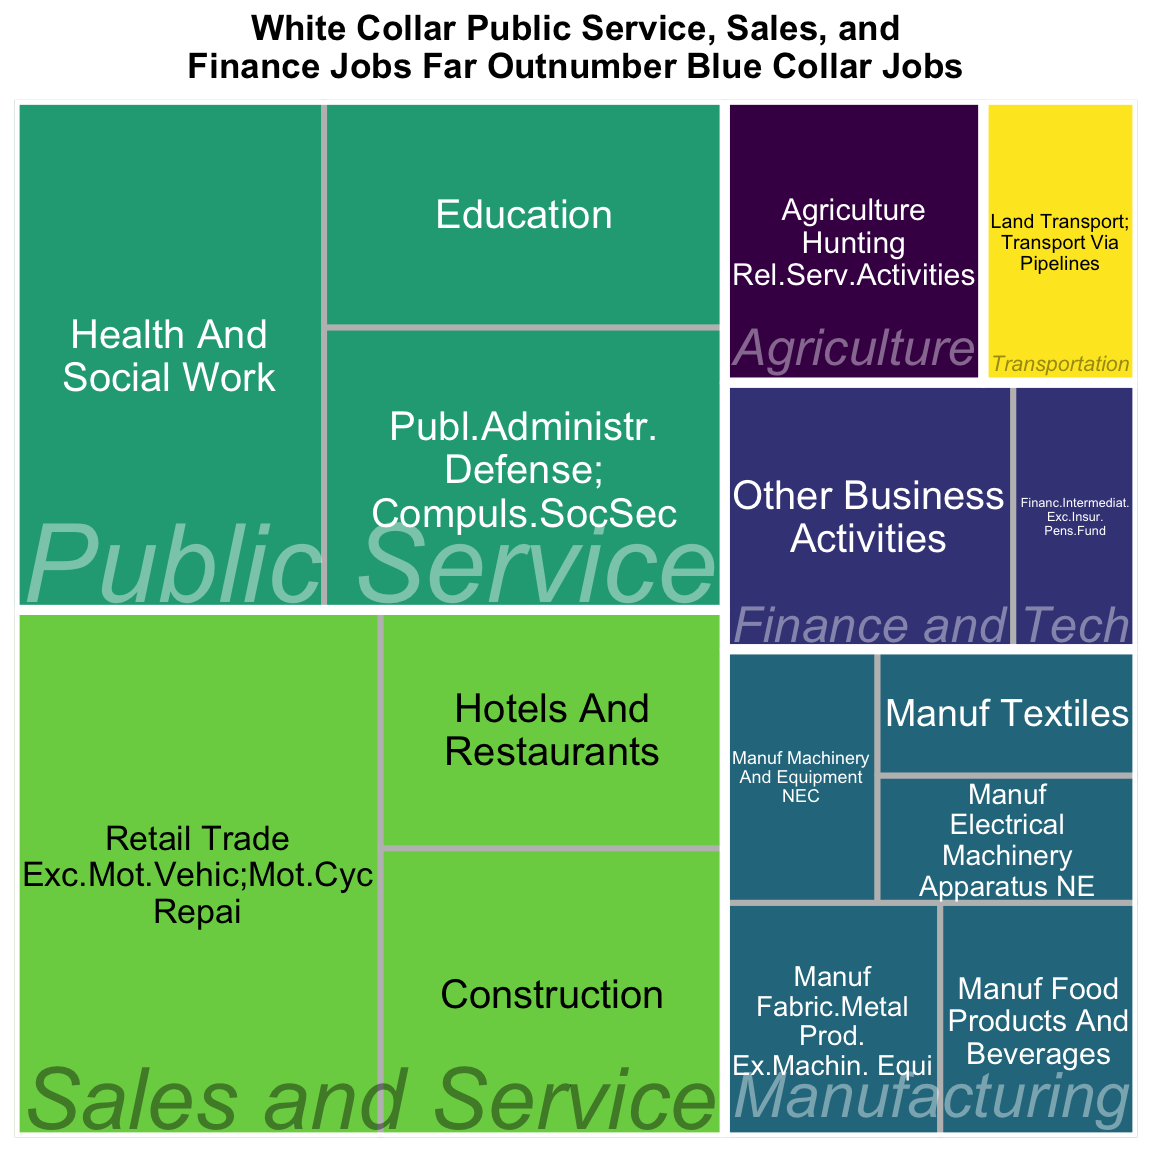 White Collar Public Service, Sales, and
Finance Jobs Far Outnumber Blue Collar Jobs
Health And
Social Work
Education
Publ.Administr.
Defense;
Compuls.SocSec
Public Service
Retail Trade
Exc.Mot.Vehic;Mot.Cyc
Repai
Hotels And
Restaurants
Construction
Sales and Service
Agriculture
Hunting
Rel.Serv.Activities
Agriculture
Land Transport;
Transport Via
Pipelines
Transportation
Other Business
Activities
Financ.Intermediat.
Exc.Insur.
Pens.Fund
Finance and Tech
Manuf Machinery
And Equipment
NEC
Manuf Textiles
Manuf
Electrical
Machinery
Apparatus NE
Manuf
Fabric.Metal
Prod.
Ex.Machin. Equi
Manuf Food
Products And
Beverages
Manufacturing